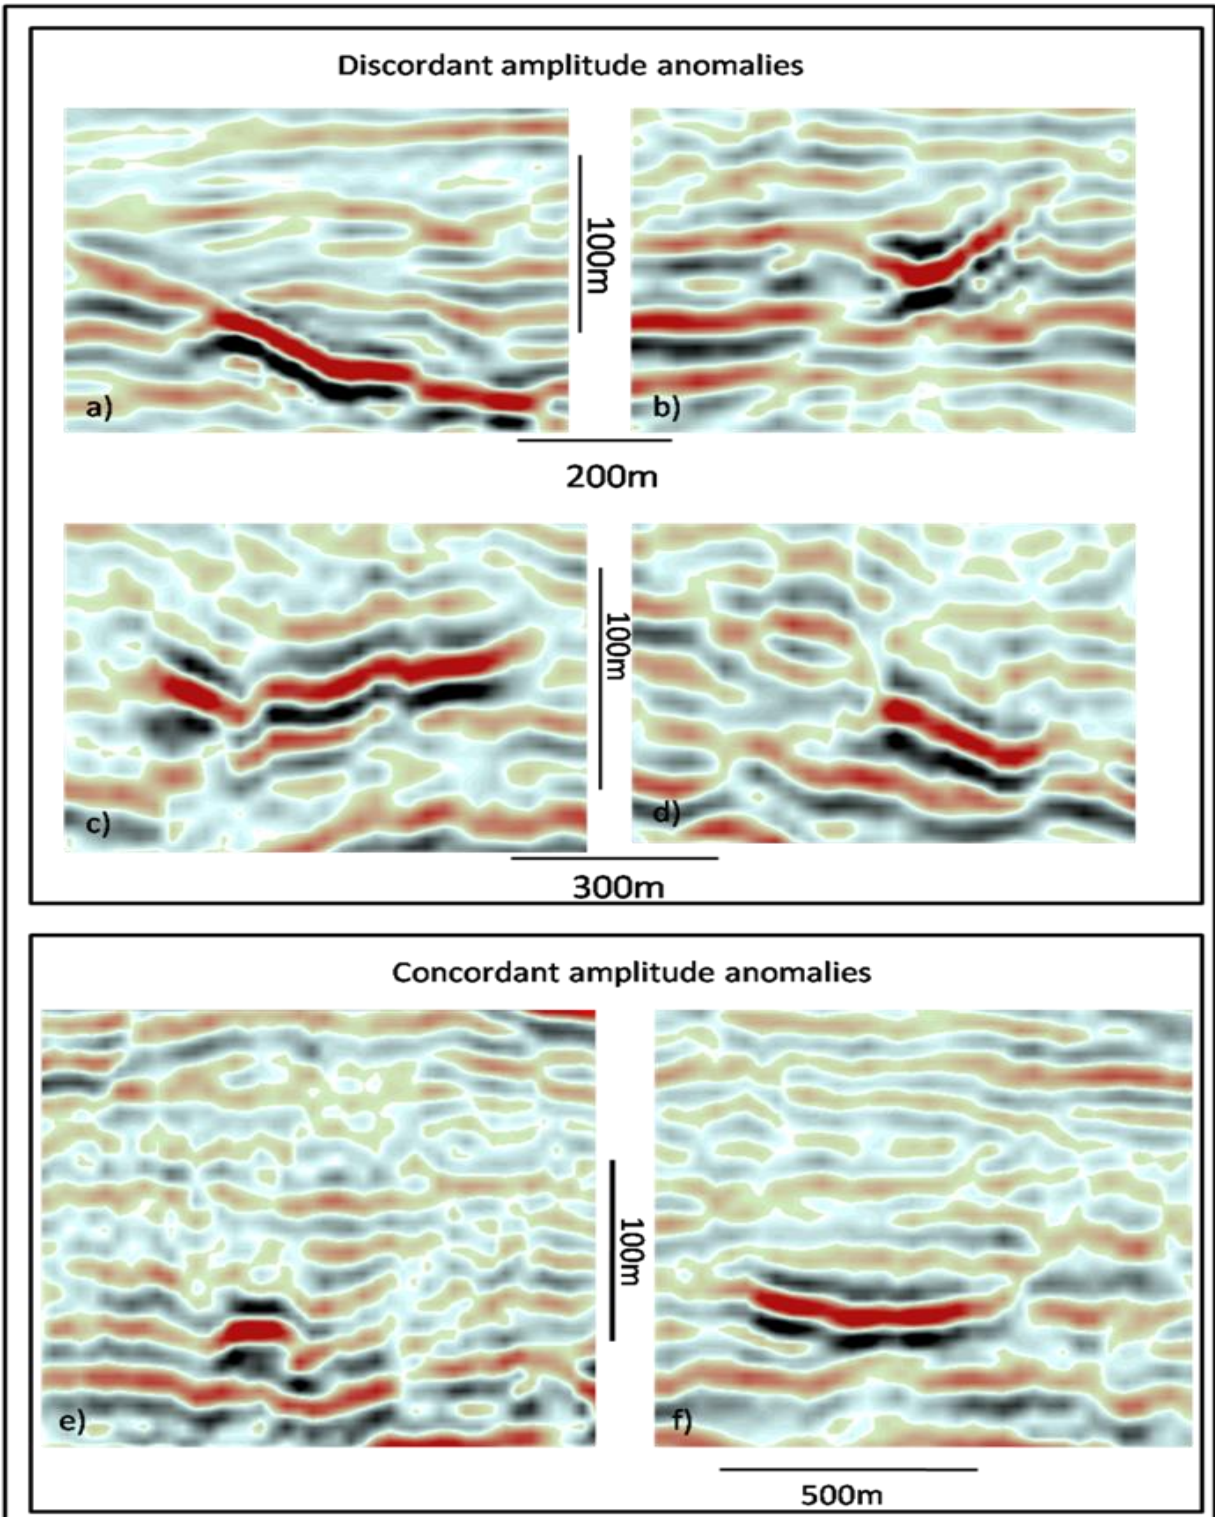 Discordant amplitude anomalies
100m
a)
b)
200m
100m
c)
d)
300m
Concordant amplitude anomalies
100m
e)
f)
500m